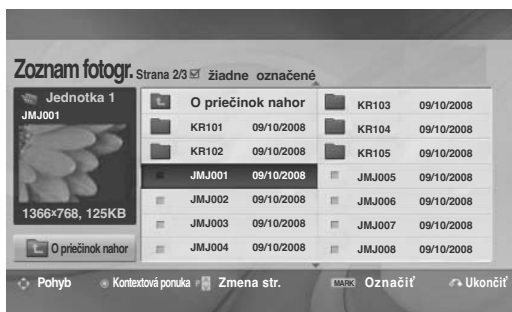 Zoznam fotogr. Strana 2/3 žiadne označené
Jednotka 1
JMJ001
1366x768, 125KB
O priečinok nahor
O priečinok nahor
KR101 09/10/2008
KR102 09/10/2008
JMJ001 09/10/2008
JMJ002 09/10/2008
JMJ003 09/10/2008
JMJ004 09/10/2008
KR103 09/10/2008
KR104 09/10/2008
KR105 09/10/2008
JMJ005 09/10/2008
JMJ006 09/10/2008
JMJ007 09/10/2008
JMJ008 09/10/2008
Pohyb Kontextová ponuka P Zmena str. MARK Označiť Ukončiť